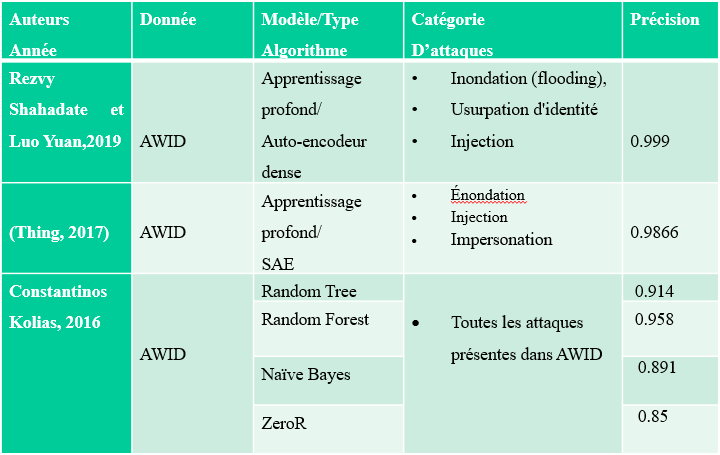 Auteurs
Année
Donnée
Modèle/Type
Algorithme
Catégorie
D’attaques
Précision
Rezvy
Shahadate et
Luo Yuan,2019
AWID
Apprentissage
profond/
Auto-encodeur
dense
• Inondation (flooding),
• Usurpation d'identité
• Injection
0.999
(Thing, 2017)
AWID
Apprentissage
profond/
SAE
• Énondation
• Injection
• Impersonation
0.9866
Constantinos
Kolias, 2016
AWID
Random Tree
Random Forest
Naïve Bayes
ZeroR
• Toutes les attaques
présentes dans AWID
0.914
0.958
0.891
0.85